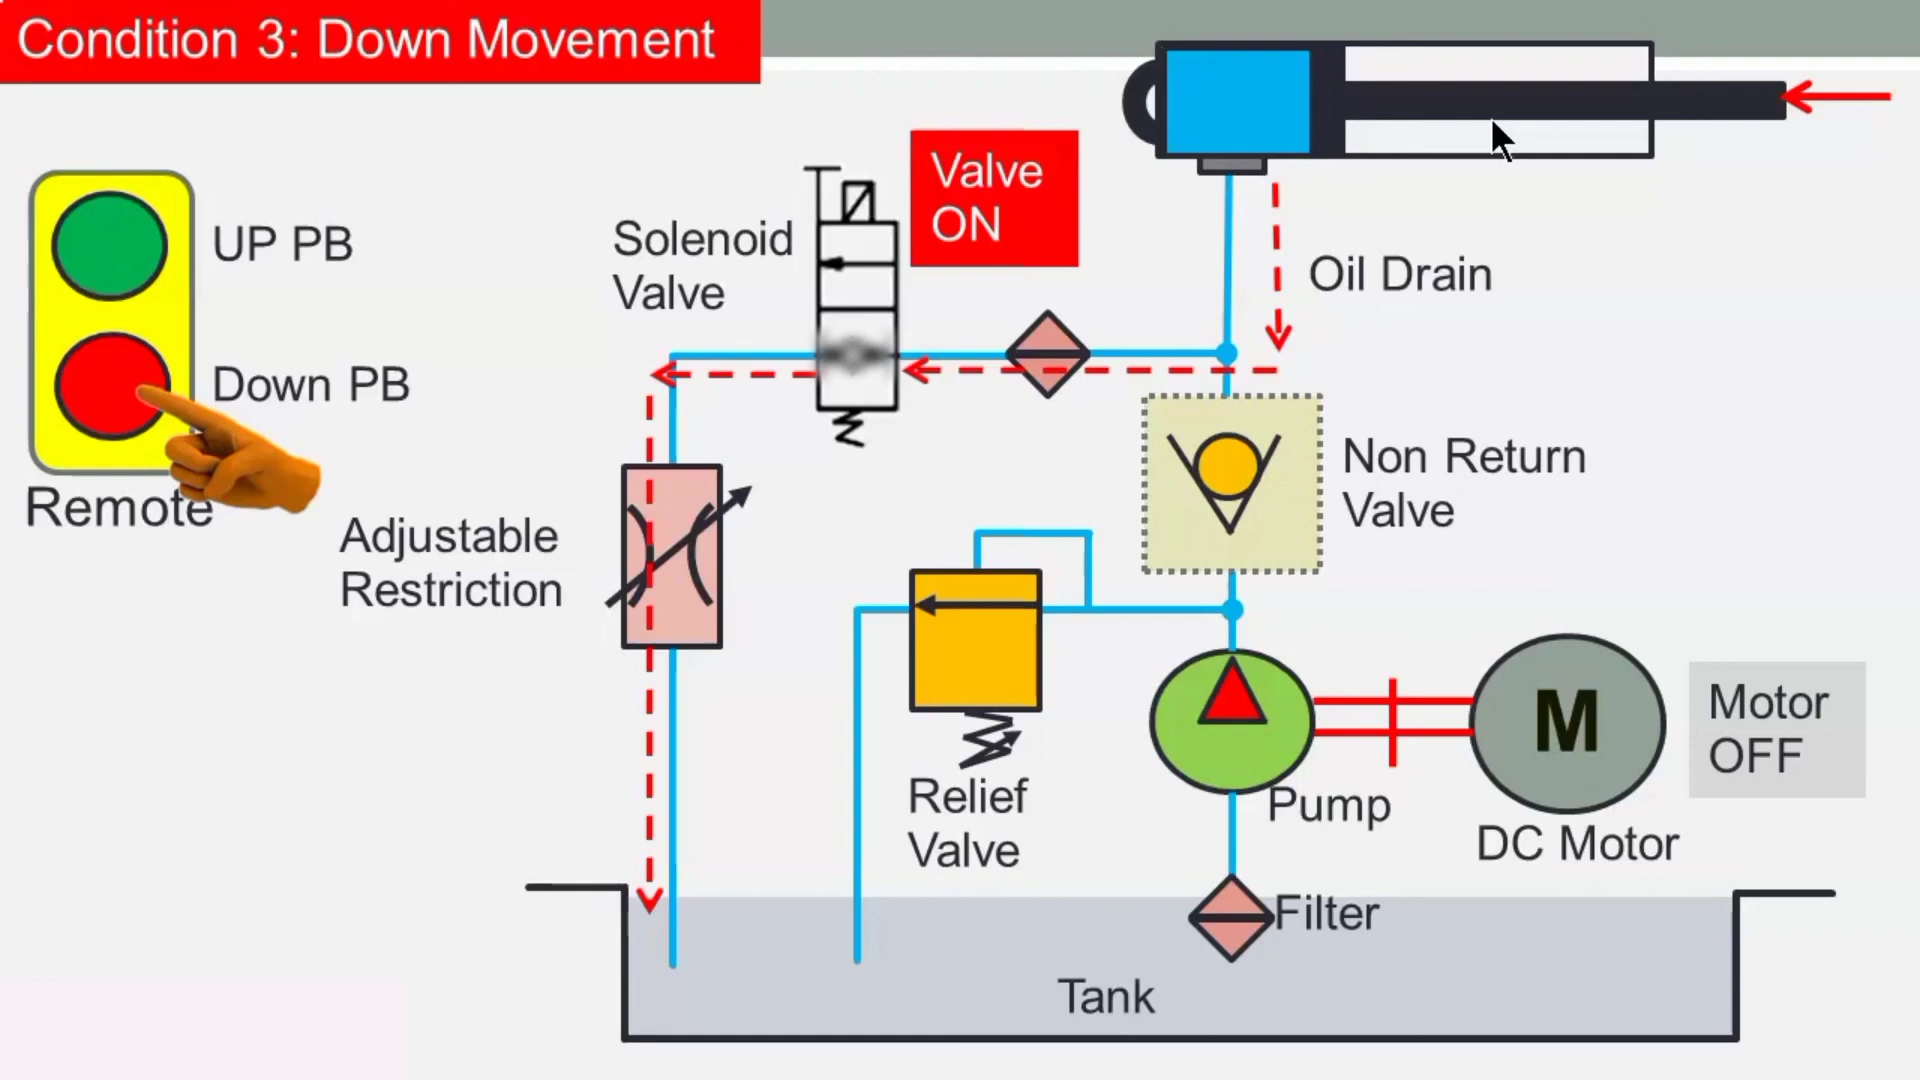 Condition 3: Down Movement
Valve
ON
Solenoid
Valve
UP PB
Oil Drain
Down PB
Non Return
Valve
Remote
Adjustable
Restriction
M
Motor
OFF
Relief
Valve
Pump
DC Motor
Filter
Tank